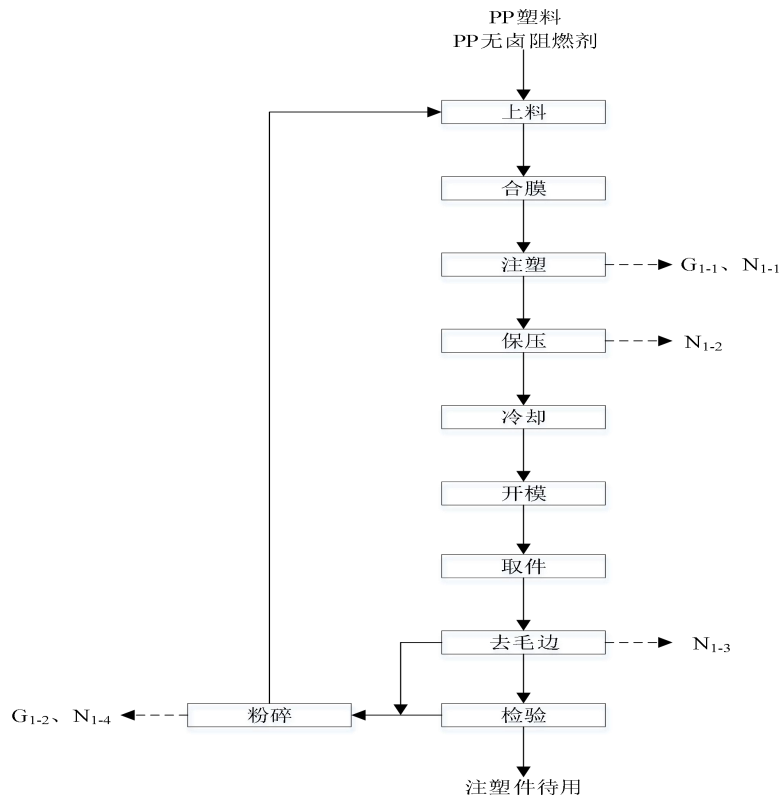 PP塑料
PP无卤阻燃剂
上料
合膜
注塑
G1-1、N1-1
保压
N1-2
冷却
开模
取件
去毛边
N1-3
G1-2、N1-4
粉碎
检验
注塑件待用